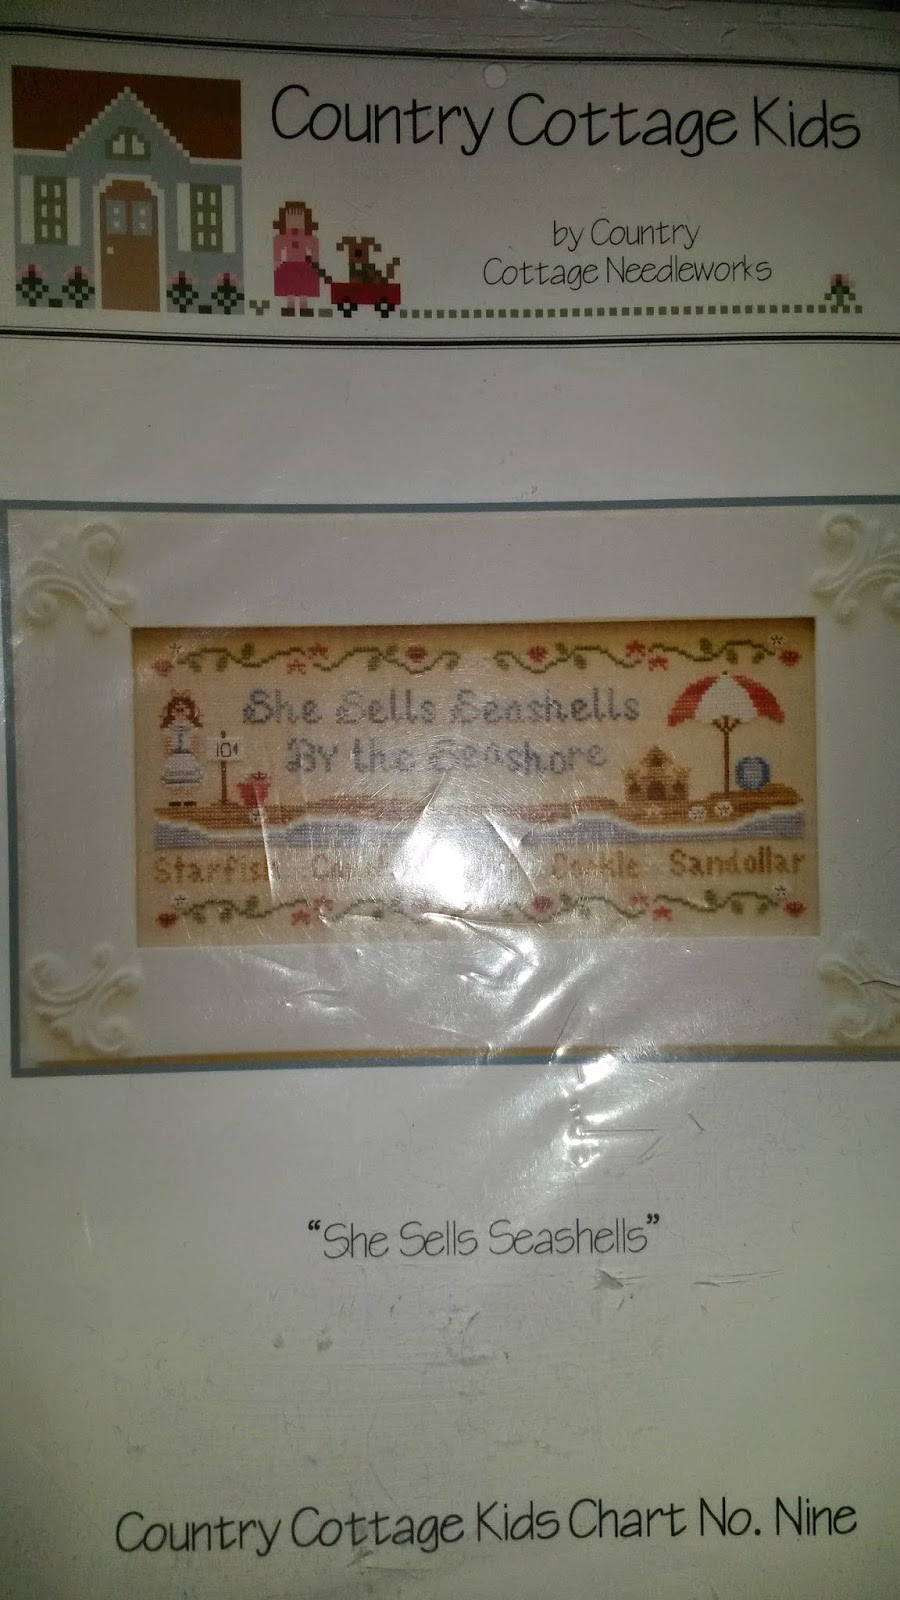 Country Cottage Kids
by Country
Cottage Needleworks
She Sells Seashells
By the Seashore
10¢
Starfish Cockle Sandollar
"She Sells Seashells"
Country Cottage Kids Chart No. Nine